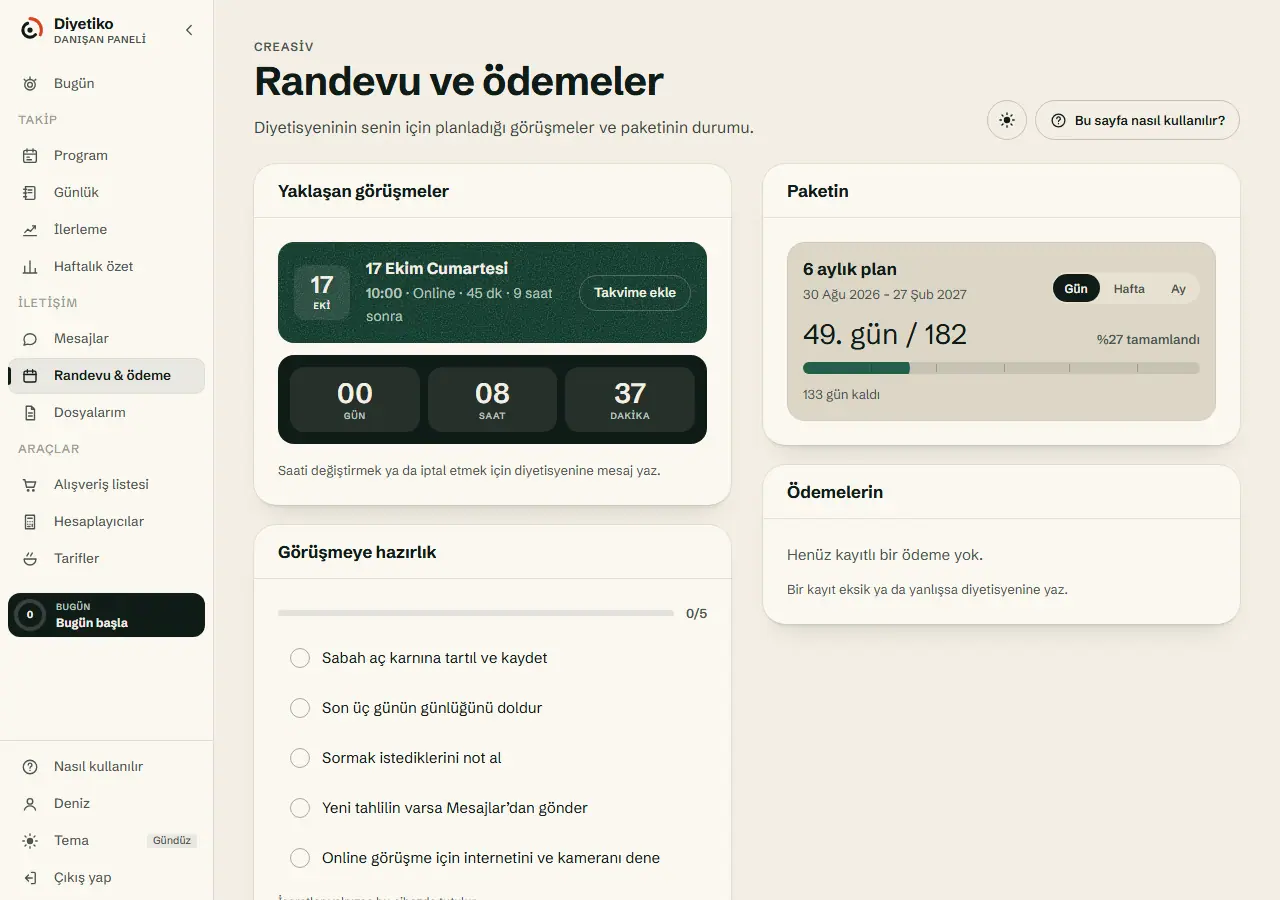 Diyetiko
DANIŞAN PANELİ
Bugün
TAKİP
Program
Günlük
İlerleme
Haftalık özet
İLETİŞİM
Mesajlar
Randevu & ödeme
Dosyalarım
ARAÇLAR
Alışveriş listesi
Hesaplayıcılar
Tarifler
0
BUGÜN
Bugün başla
Nasıl kullanılır
Deniz
Tema
Gündüz
Çıkış yap
CREASİV
Randevu ve ödemeler
Diyetisyeninin senin için planladığı görüşmeler ve paketinin durumu.
Bu sayfa nasıl kullanılır?
Yaklaşan görüşmeler
17
EKİ
17 Ekim Cumartesi
10:00 · Online · 45 dk · 9 saat
sonra
Takvime ekle
00
GÜN
08
SAAT
37
DAKİKA
Saati değiştirmek ya da iptal etmek için diyetisyenine mesaj yaz.
Görüşmeye hazırlık
0/5
Sabah aç karnına tartıl ve kaydet
Son üç günün günlüğünü doldur
Sormak istediklerini not al
Yeni tahlilin varsa Mesajlar’dan gönder
Online görüşme için internetini ve kameranı dene
Paketin
6 aylık plan
30 Ağu 2026 – 27 Şub 2027
Gün
Hafta
Ay
49. gün / 182
%27 tamamlandı
133 gün kaldı
Ödemelerin
Henüz kayıtlı bir ödeme yok.
Bir kayıt eksik ya da yanlışsa diyetisyenine yaz.